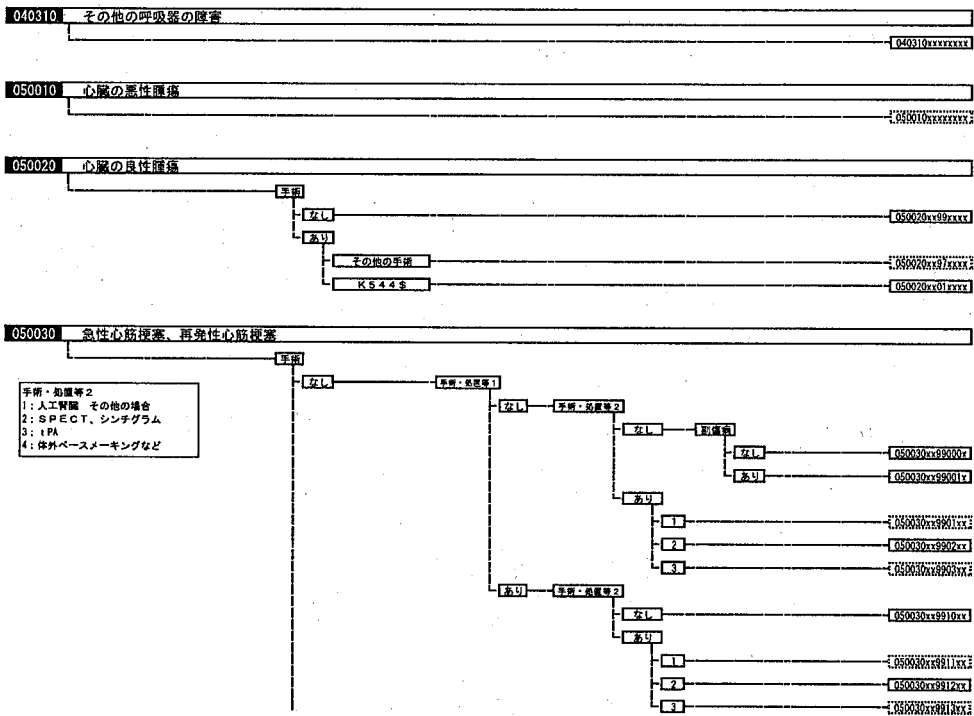 040310 その他の呼吸器の障害
040310xxxxxxxx
050010 心臓の悪性腫瘍
050010xxxxxxxx
050020 心臓の良性腫瘍
手術
なし
050020xx99xxxx
あり
その他の手術
050020xx97xxxx
K544$
050020xx01xxxx
050030 急性心筋梗塞、再発性心筋梗塞
手術
手術・処置等2
1:人工腎臓 その他の場合
2:SPECT、シンチグラム
3:tPA
4:体外ペースメーキングなど
なし
手術・処置等1
なし
手術・処置等2
なし
副傷病
なし
050030xx99000x
あり
050030xx99001x
あり
1
050030xx9901xx
2
050030xx9902xx
3
050030xx9903xx
あり
手術・処置等2
なし
050030xx9910xx
あり
1
050030xx9911xx
2
050030xx9912xx
3
050030xx9913xx